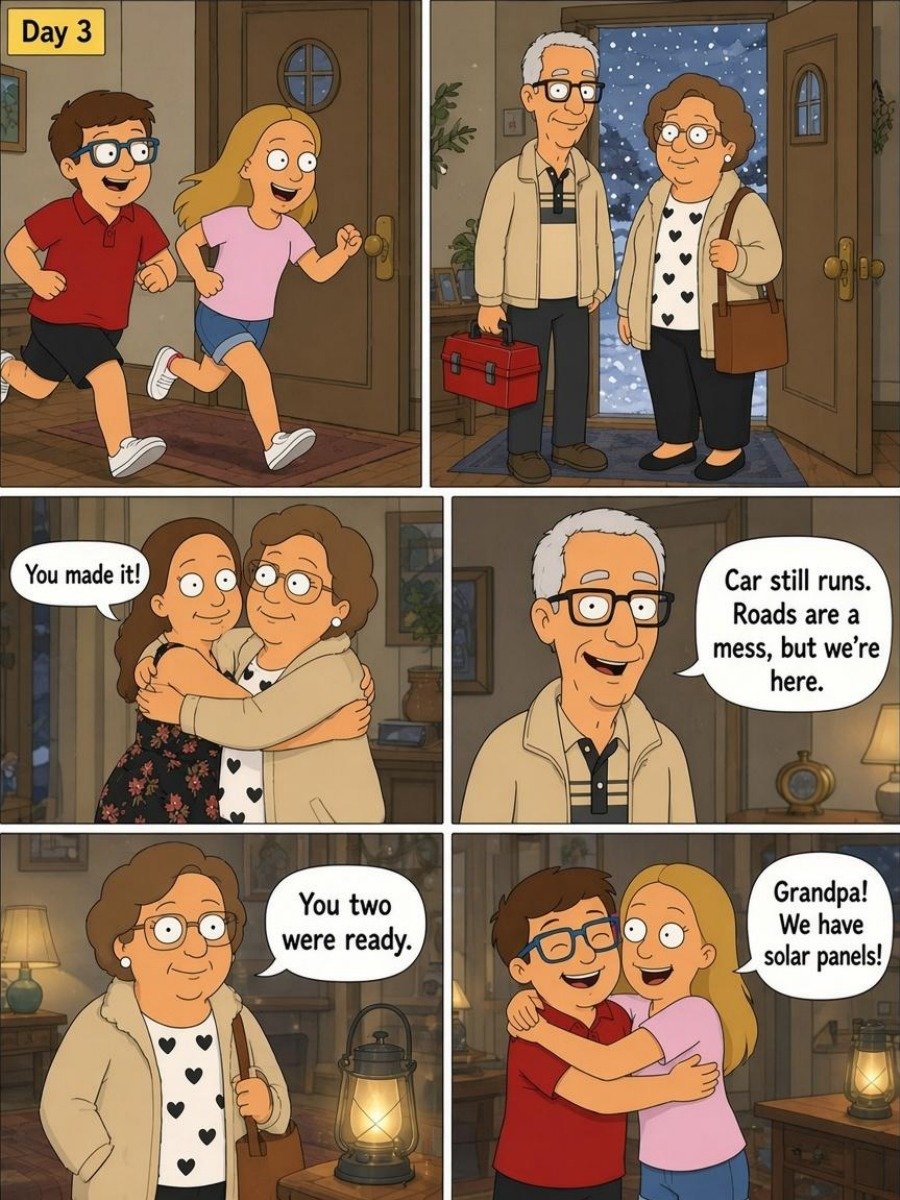 Day 3
You made it!
Car still runs.
Roads are a
mess, but we're
here.
You two
were ready.
Grandpa!
We have
solar panels!